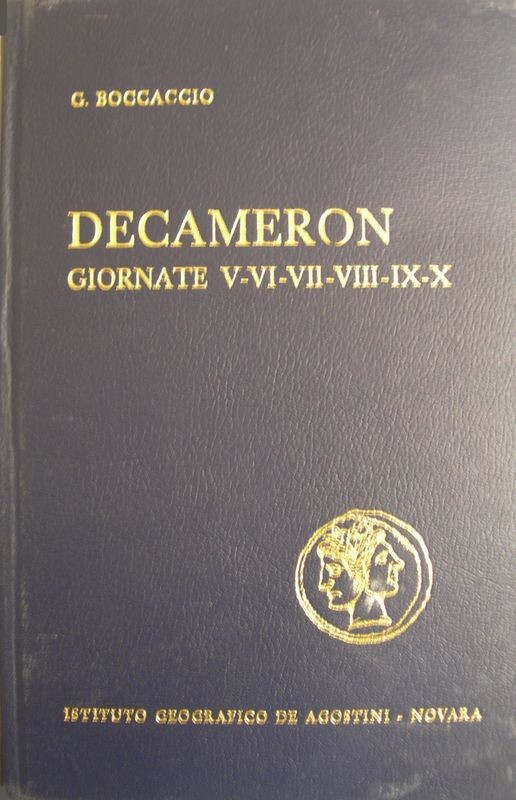 G. BOCCACCIO
DECAMERON
GIORNATE V-VI-VII-VIII-IX-X
ISTITUTO GEOGRAFICO DE AGOSTINI - NOVARA